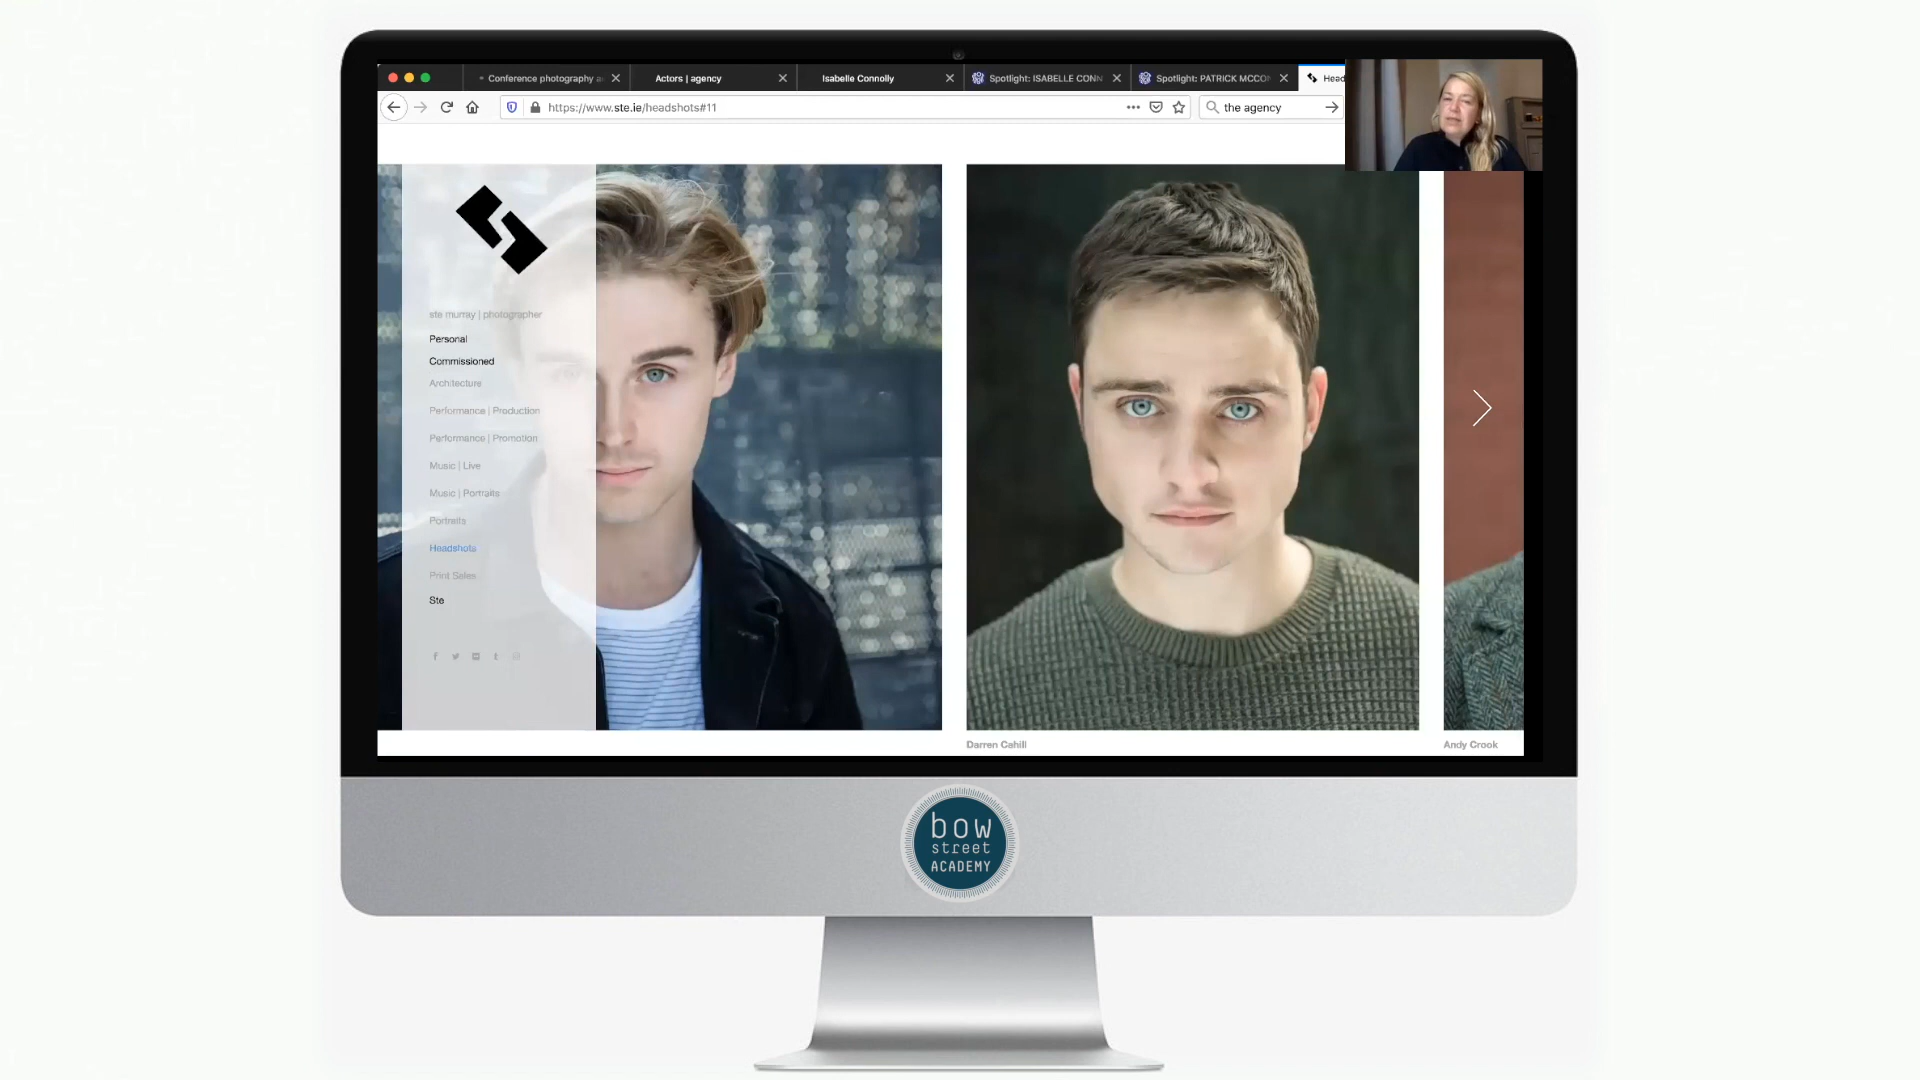 Conference photography a
Actors | agency
Isabelle Connolly
Spotlight: ISABELLE CONN
Spotlight: PATRICK MCCO
Head
https://www.ste.ie/headshots#11
the agency
ste murray | photographer
Personal
Commissioned
Architecture
Performance | Production
Performance | Promotion
Music | Live
Music | Portraits
Portraits
Headshots
Print Sales
Ste
Darren Cahill
Andy Crook
bow
street
ACADEMY